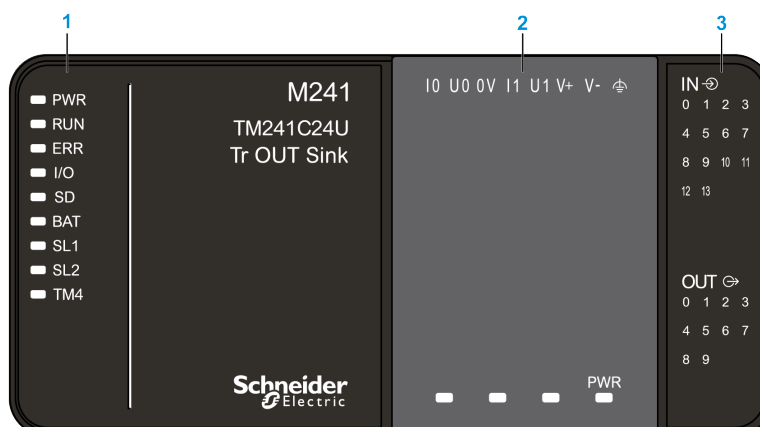 1
2
3
PWR
RUN
ERR
I/O
SD
BAT
SL1
SL2
TM4
M241
TM241C24U
Tr OUT Sink
Schneider
Electric
I0 U0 0V I1 U1 V+ V-
PWR
IN
0 1 2 3
4 5 6 7
8 9 10 11
12 13
OUT
0 1 2 3
4 5 6 7
8 9